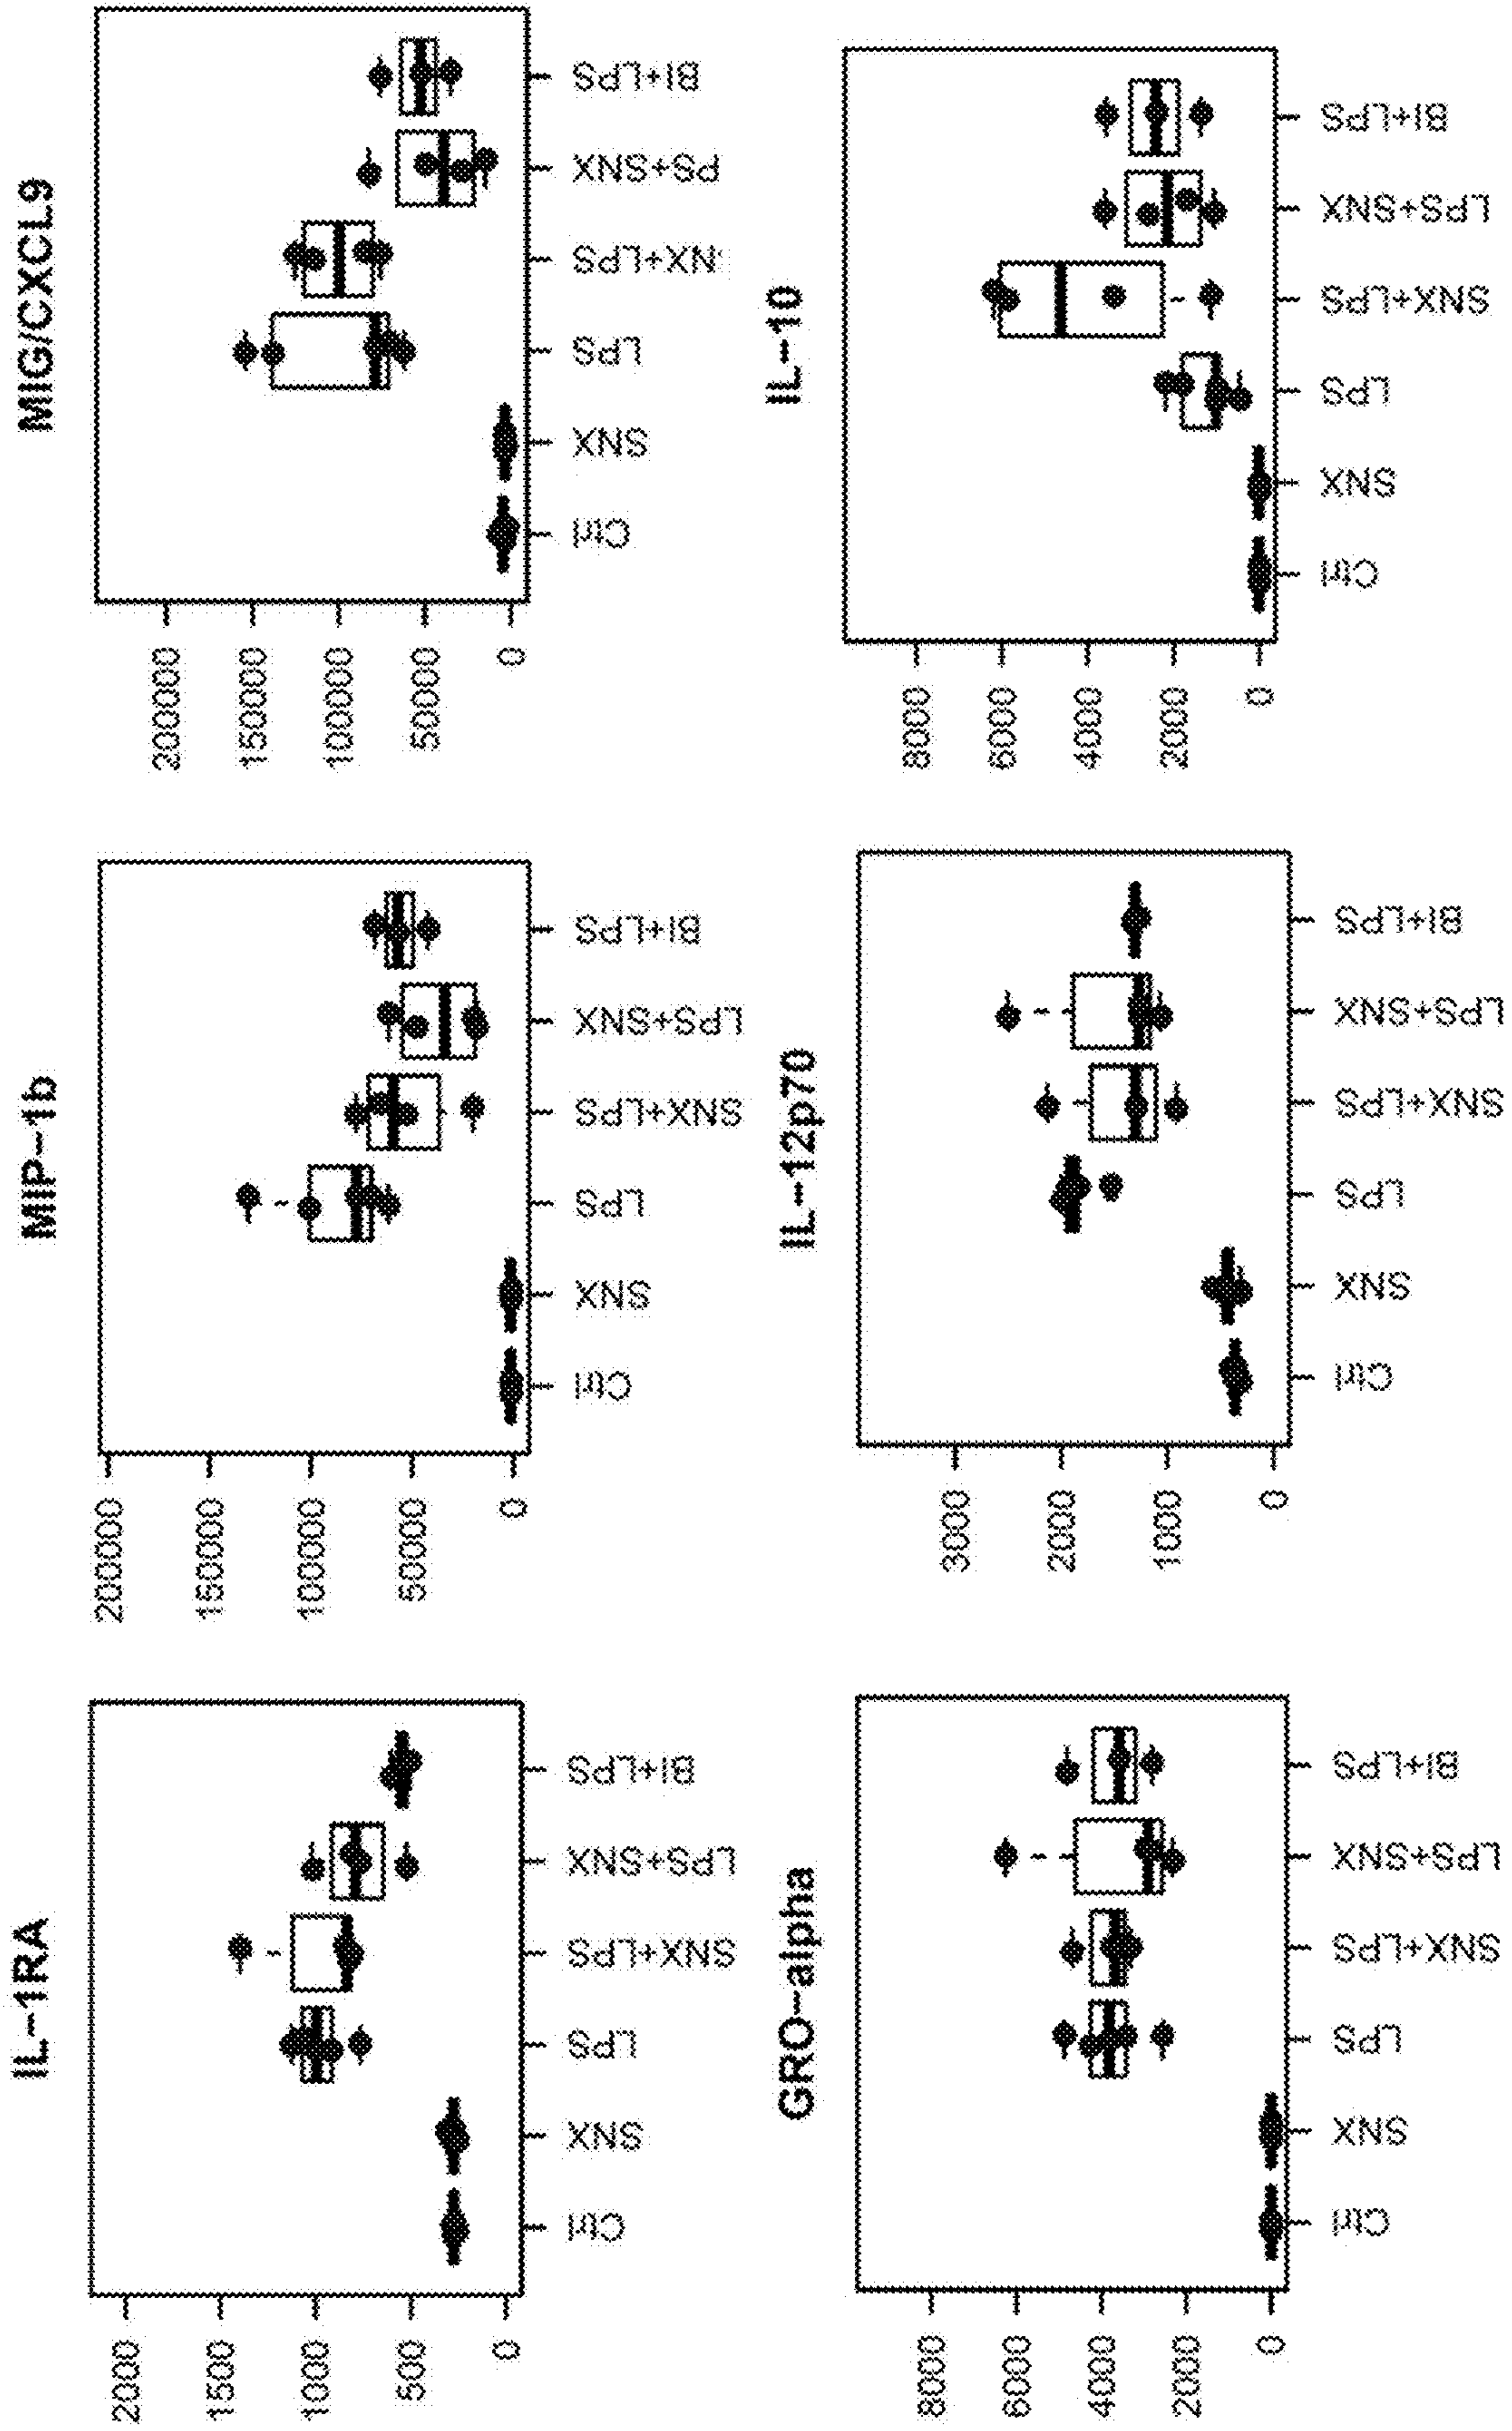 IL-1RA
2000
1500
1000
500
0
Ctrl
SNX
LPS
SNX+LPS
LPS+SNX
BI+LPS
MIP-1b
200000
150000
100000
50000
0
Ctrl
SNX
LPS
SNX+LPS
LPS+SNX
BI+LPS
MIG/CXCL9
200000
150000
100000
50000
0
Ctrl
SNX
LPS
NX+LPS
PS+SNX
BI+LPS
GRO-alpha
8000
6000
4000
2000
0
Ctrl
SNX
LPS
SNX+LPS
LPS+SNX
BI+LPS
IL-12p70
3000
2000
1000
0
Ctrl
SNX
LPS
SNX+LPS
LPS+SNX
BI+LPS
IL-10
8000
6000
4000
2000
0
Ctrl
SNX
LPS
SNX+LPS
LPS+SNX
BI+LPS